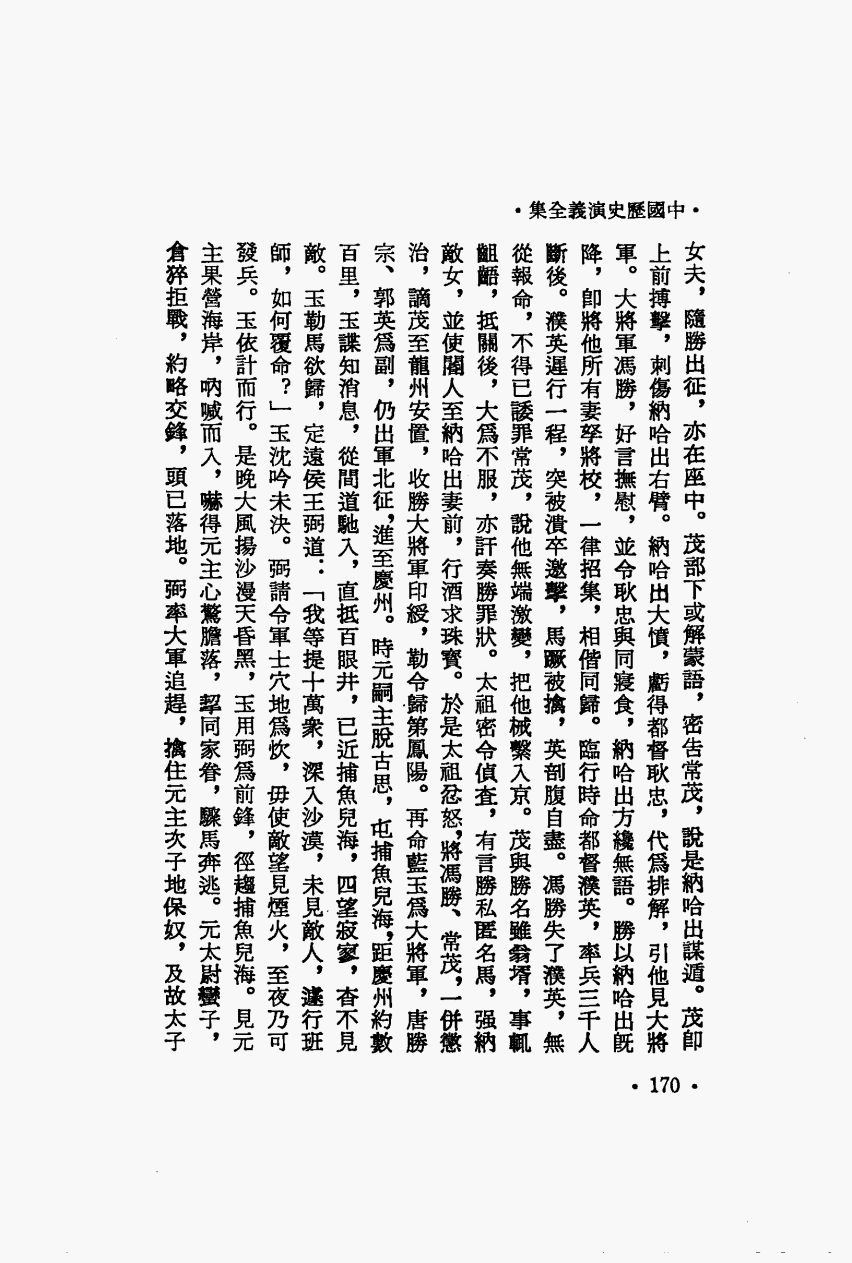 ·中國歷史演義全集·
女夫，隨勝出征，亦在座中。茂部下或解蒙語，密告常茂，說是納哈出謀遁。茂卽
上前搏擊，刺傷納哈出右臂。納哈出大憤，虧得都督耿忠，代爲排解，引他見大將
軍。大將軍馮勝，好言撫慰，並令耿忠與同寢食，納哈出方纔無語。勝以納哈出旣
降，卽將他所有妻孥將校，一律招集，相偕同歸。臨行時命都督濮英，率兵三千人
斷後。濮英遲行一程，突被潰卒邀擊，馬蹶被擒，英剖腹自盡。馮勝失了濮英，無
從報命，不得已諉罪常茂，說他無端激變，把他械繫入京。茂與勝名雖翁壻，事輒
齟齬，抵關後，大爲不服，亦訐奏勝罪狀。太祖密令偵查，有言勝私匿名馬，强納
敵女，並使閽人至納哈出妻前，行酒求珠寶。於是太祖忿怒，將馮勝、常茂，一併懲
治，謫茂至龍州安置，收勝大將軍印綬，勒令歸第鳳陽。再命藍玉爲大將軍，唐勝
宗、郭英爲副，仍出軍北征，進至慶州。時元嗣主脫古思，屯捕魚兒海，距慶州約數
百里，玉諜知消息，從間道馳入，直抵百眼井，已近捕魚兒海，四望寂寥，杳不見
敵。玉勒馬欲歸，定遠侯王弼道：「我等提十萬衆，深入沙漠，未見敵人，遽行班
師，如何覆命？」玉沈吟未決。弼請令軍士穴地爲炊，毋使敵望見煙火，至夜乃可
發兵。玉依計而行。是晚大風揚沙漫天昏黑，玉用弼爲前鋒，徑趨捕魚兒海。見元
主果營海岸，吶喊而入，嚇得元主心驚膽落，挈同家眷，騾馬奔逃。元太尉蠻子，
倉猝拒戰，約略交鋒，頭已落地。弼率大軍追趕，擒住元主次子地保奴，及故太子
·170·